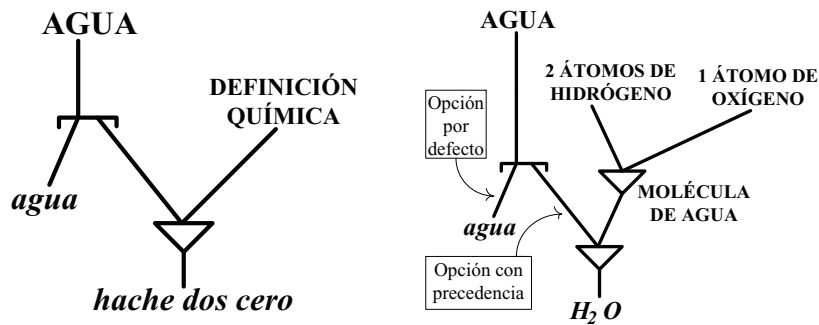 AGUA
DEFINICIÓN
QUÍMICA
agua
hache dos cero
AGUA
2 ÁTOMOS DE
HIDRÓGENO
1 ÁTOMO DE
OXÍGENO
Opción
por
defecto
MOLÉCULA
DE AGUA
agua
Opción con
precedencia
H₂ O